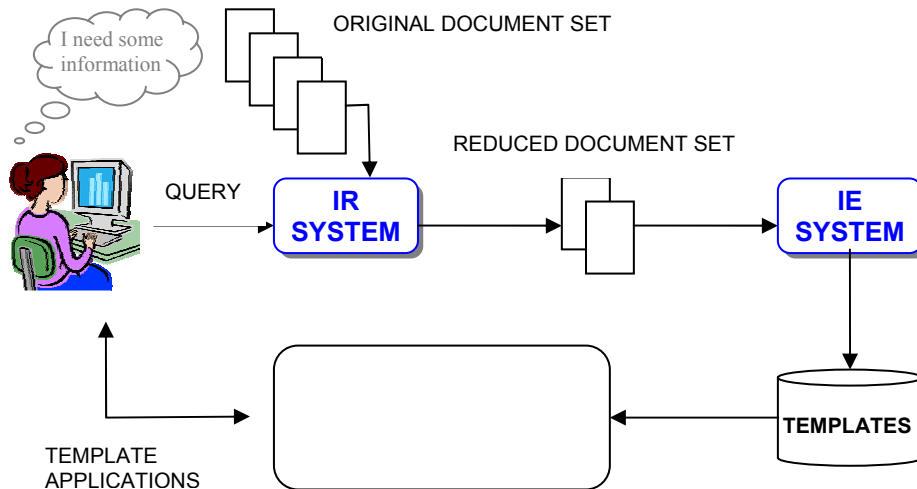 I need some
information
ORIGINAL DOCUMENT SET
REDUCED DOCUMENT SET
QUERY
IR
SYSTEM
IE
SYSTEM
TEMPLATES
TEMPLATE
APPLICATIONS